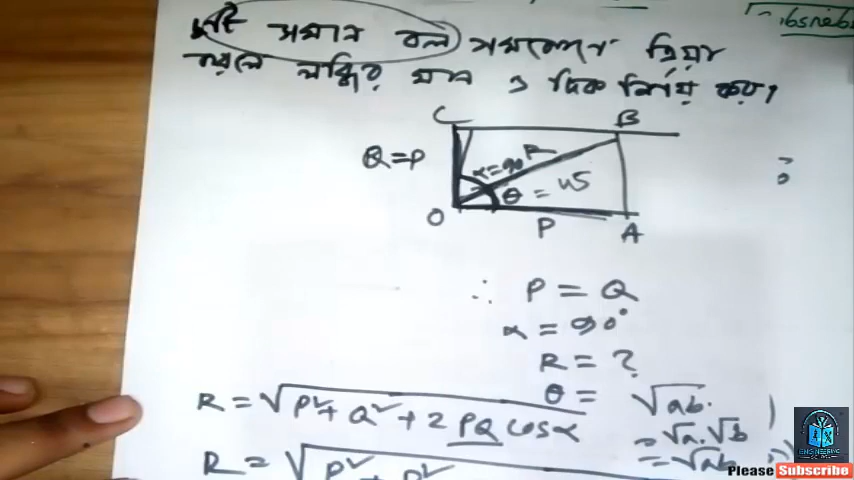 দুটি সমান বল সমকোণে ক্রিয়া
করলে লব্ধির মান ও দিক নির্ণয় কর।
C B
Q=P α=90 R
θ = 45
O P A
∴ P = Q
α = 90°
R = ?
θ =
R = √P²+Q²+2PQ cosα
√ab.
= √a.√b
= √ab
R = √P²+P²
Please Subscribe